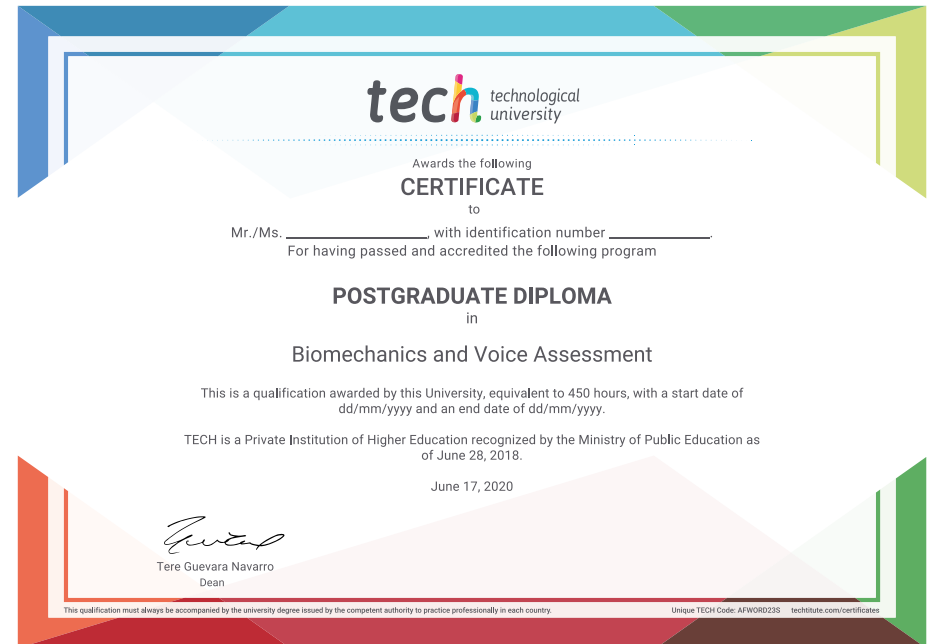 tech technological
university
Awards the following
CERTIFICATE
to
Mr./Ms. ____________, with identification number ____________.
For having passed and accredited the following program
POSTGRADUATE DIPLOMA
in
Biomechanics and Voice Assessment
This is a qualification awarded by this University, equivalent to 450 hours, with a start date of
dd/mm/yyyy and an end date of dd/mm/yyyy.
TECH is a Private Institution of Higher Education recognized by the Ministry of Public Education as
of June 28, 2018.
June 17, 2020
Tere Guevara Navarro
Dean
This qualification must always be accompanied by the university degree issued by the competent authority to practice professionally in each country.
Unique TECH Code: AFWORD23S techtitute.com/certificates